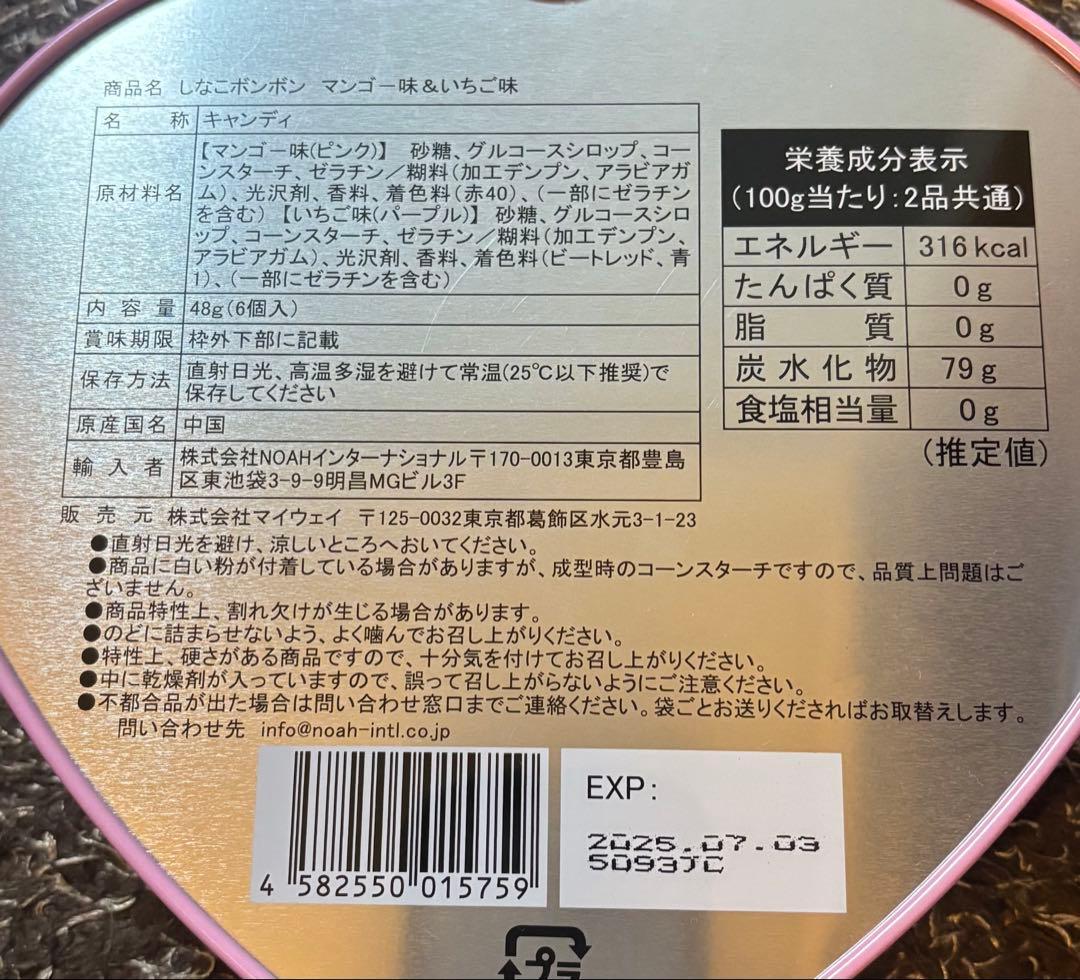 商品名 しなこボンボン マンゴー味&いちご味
名 称 キャンディ
原材料名
【マンゴー味(ピンク)】 砂糖、グルコースシロップ、コー
ンスターチ、ゼラチン/糊料(加工デンプン、アラビアガ
ム)、光沢剤、香料、着色料(赤40)、(一部にゼラチン
を含む)【いちご味(パープル)】 砂糖、グルコースシロ
ップ、コーンスターチ、ゼラチン/糊料(加工デンプン、
アラビアガム)、光沢剤、香料、着色料(ビートレッド、青
1)、(一部にゼラチンを含む)
内 容 量 48g(6個入)
賞味期限 枠外下部に記載
保存方法
直射日光、高温多湿を避けて常温(25℃以下推奨)で
保存してください
原産国名 中国
輸 入 者
株式会社NOAHインターナショナル〒170-0013東京都豊島
区東池袋3-9-9明昌MGビル3F
販 売 元 株式会社マイウェイ 〒125-0032東京都葛飾区水元3-1-23
●直射日光を避け、涼しいところへおいてください。
●商品に白い粉が付着している場合がありますが、成型時のコーンスターチですので、品質上問題はご
ざいません。
●商品特性上、割れ欠けが生じる場合があります。
●のどに詰まらせないよう、よく噛んでお召し上がりください。
●特性上、硬さがある商品ですので、十分気を付けてお召し上がりください。
●中に乾燥剤が入っていますので、誤って召し上がらないようにご注意ください。
●不都合品が出た場合は問い合わせ窓口までご連絡ください。袋ごとお送りくださればお取替えします。
問い合わせ先 info@noah-intl.co.jp
栄養成分表示
(100g当たり:2品共通)
エネルギー 316kcal
たんぱく質 0g
脂 質 0g
炭水化物 79g
食塩相当量 0g
(推定値)
4 582550 015759
EXP:
2025.07.03
5093JC
プラ